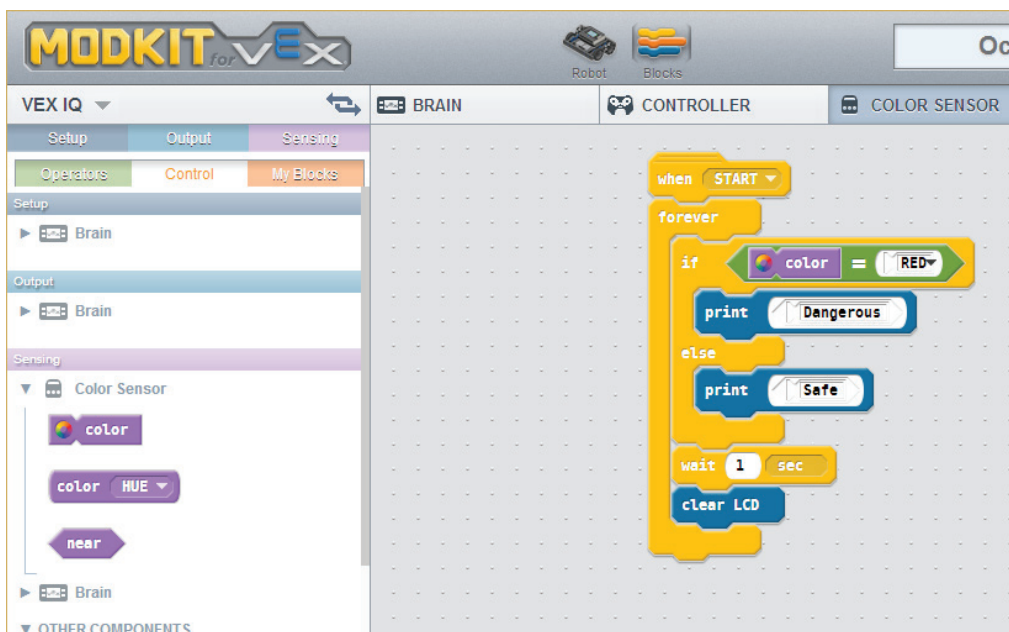 MODKIT for VEX
Robot Blocks
Oc
VEX IQ
BRAIN CONTROLLER COLOR SENSOR
Setup Output Sensing
Operators Control My Blocks
Setup
Brain
Output
Brain
Sensing
Color Sensor
color
color HUE
near
Brain
OTHER COMPONENTS
when START
forever
if color = RED
print Dangerous
else
print Safe
wait 1 sec
clear LCD